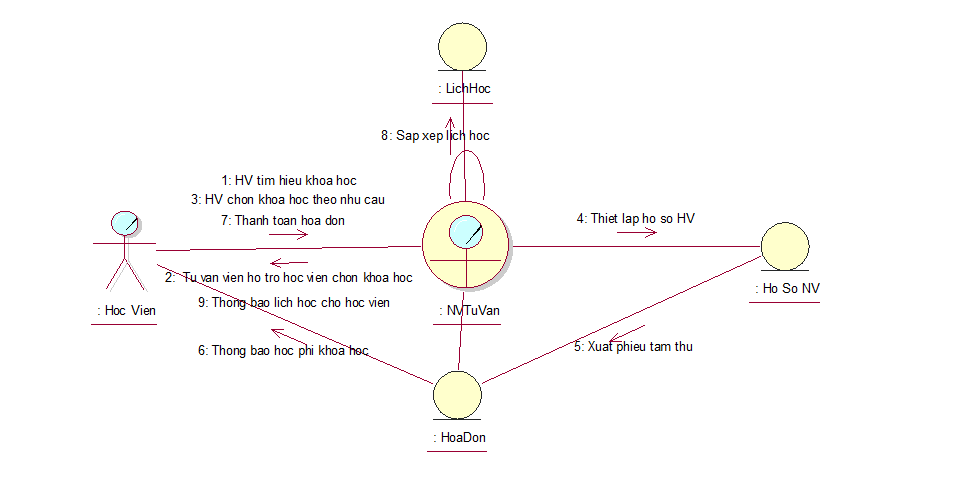 : LichHoc
8: Sap xep lich hoc
1: HV tim hieu khoa hoc
3: HV chon khoa hoc theo nhu cau
7: Thanh toan hoa don
4: Thiet lap ho so HV
2: Tu van vien ho tro hoc vien chon khoa hoc
: Ho So NV
9: Thong bao lich hoc cho hoc vien
: Hoc Vien
: NVTuVan
6: Thong bao hoc phi khoa hoc
5: Xuat phieu tam thu
: HoaDon